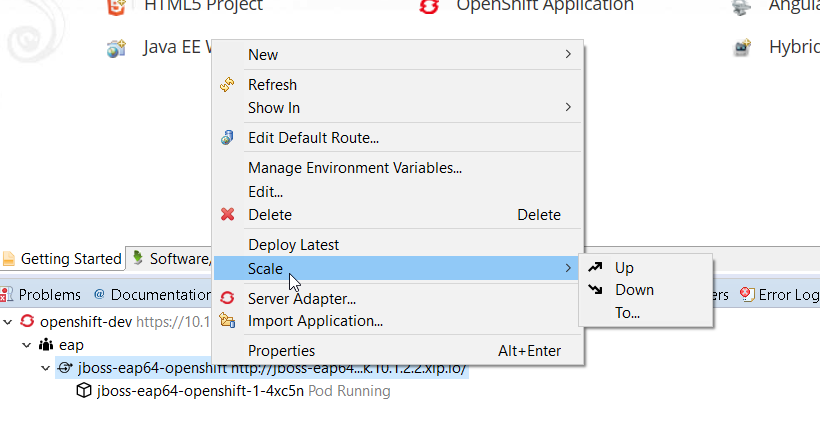 HTML5 Project
OpenShift Application
Java EE
Hybrid
New
Refresh
Show In
Edit Default Route...
Manage Environment Variables...
Edit...
Delete Delete
Deploy Latest
Scale
Up
Down
To...
Server Adapter...
Import Application...
Properties Alt+Enter
Getting Started
Software/
Problems
@ Documentation
Error Log
openshift-dev https://10.1
eap
jboss-eap64-openshift http://jboss-eap64...k.10.1.2.2.xip.io/
jboss-eap64-openshift-1-4xc5n Pod Running